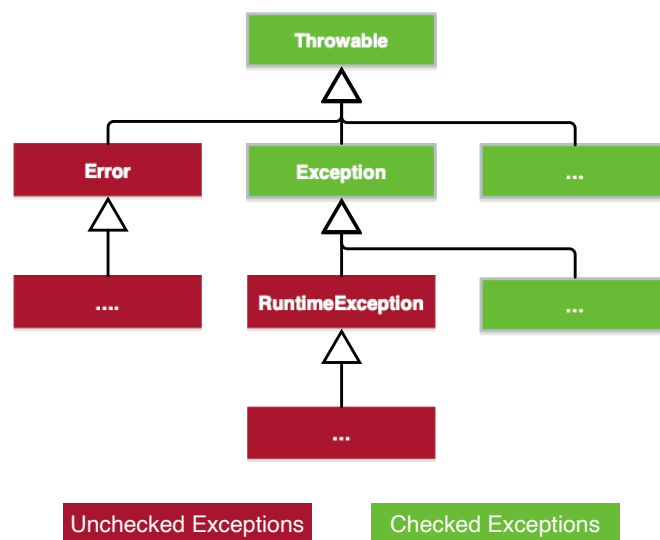 Throwable
Error
Exception
...
....
RuntimeException
...
...
Unchecked Exceptions
Checked Exceptions